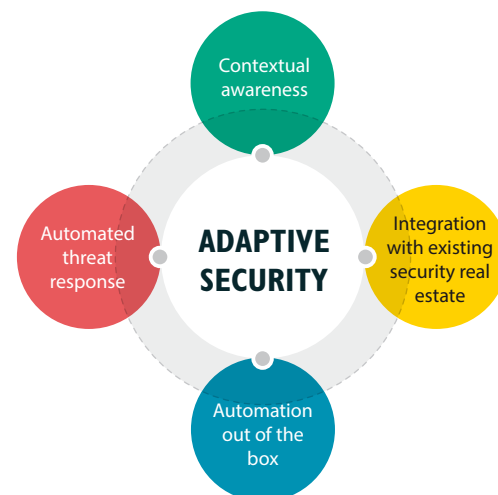 Contextual
awareness
Automated
threat
response
ADAPTIVE
SECURITY
Integration
with existing
security real
estate
Automation
out of the
box